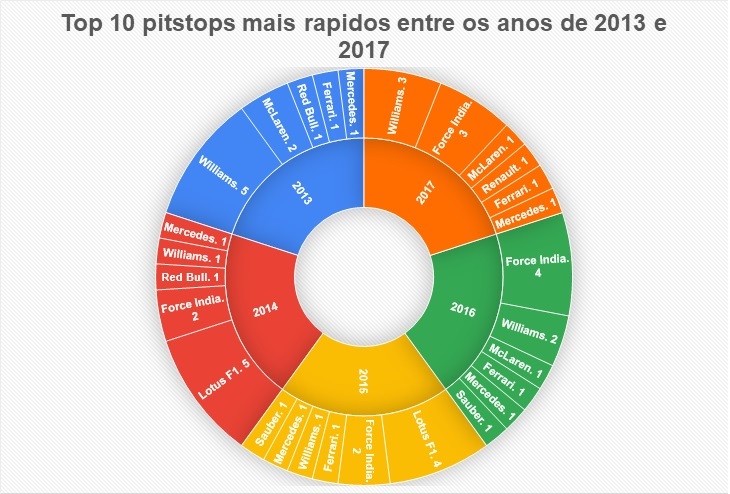 Top 10 pitstops mais rapidos entre os anos de 2013 e
2017
2017
Williams. 3
Force India.
3
McLaren. 1
Renault. 1
Ferrari. 1
Mercedes. 1
2016
Force India.
4
Williams. 2
McLaren. 1
Ferrari. 1
Mercedes. 1
Sauber. 1
2015
Lotus F1. 4
Force India.
2
Ferrari. 1
Williams. 1
Mercedes. 1
Sauber. 1
2014
Lotus F1. 5
Force India.
2
Red Bull. 1
Williams. 1
Mercedes. 1
2013
Williams. 5
McLaren. 2
Red Bull. 1
Ferrari. 1
Mercedes. 1